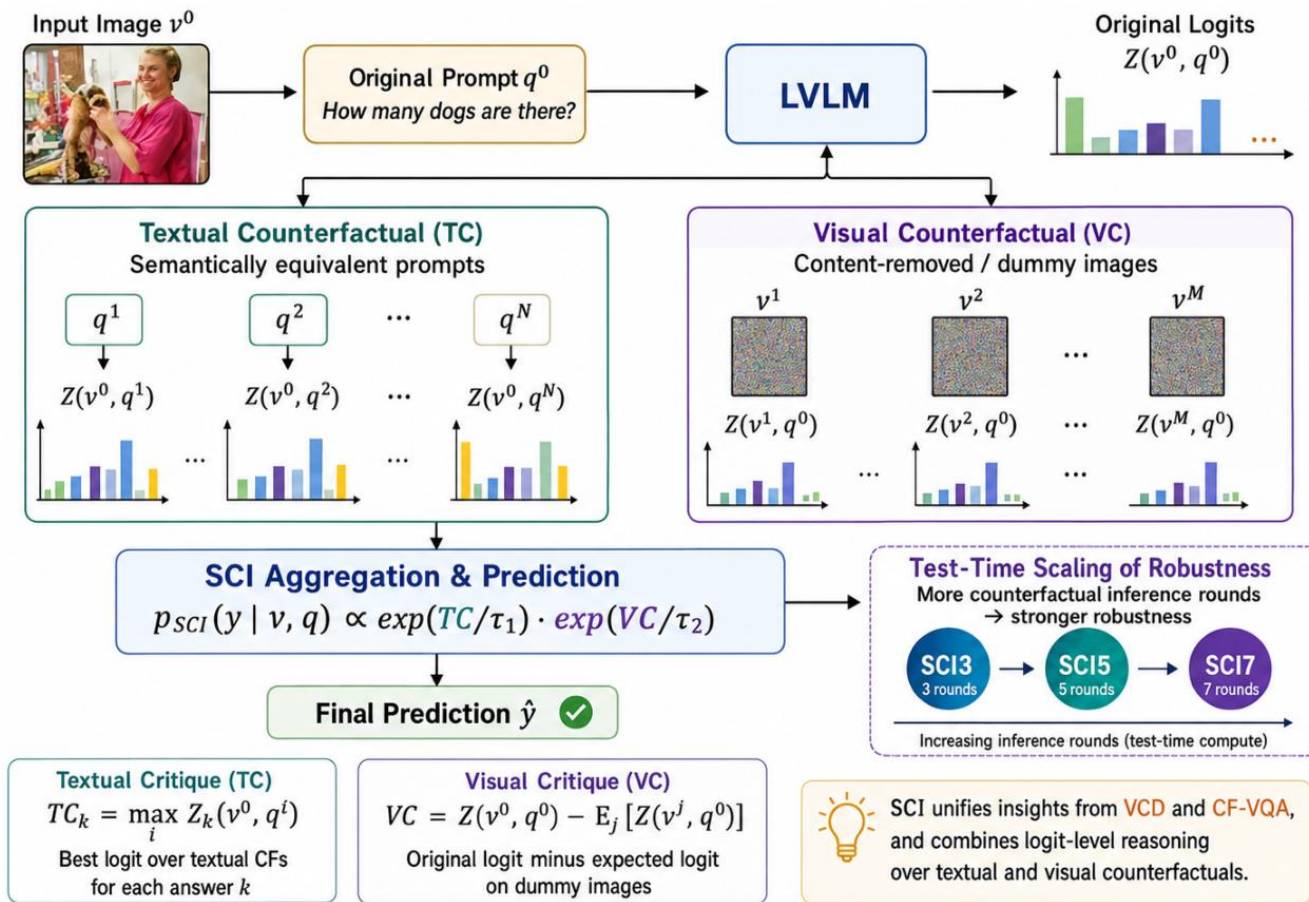 Input Image v⁰
Original Prompt q⁰
How many dogs are there?
LVLM
Original Logits
Z(v⁰, q⁰)
...
Textual Counterfactual (TC)
Semantically equivalent prompts
q¹ q² ... qᴺ
Z(v⁰, q¹) Z(v⁰, q²) ... Z(v⁰, qᴺ)
... ...
Visual Counterfactual (VC)
Content-removed / dummy images
v¹ v² vᴹ
...
Z(v¹, q⁰) Z(v², q⁰) ... Z(vᴹ, q⁰)
... ...
SCI Aggregation & Prediction
p_SCI(y | v, q) ∝ exp(TC/τ₁) · exp(VC/τ₂)
Final Prediction ŷ
Test-Time Scaling of Robustness
More counterfactual inference rounds
→ stronger robustness
SCI3 SCI5 SCI7
3 rounds 5 rounds 7 rounds
Increasing inference rounds (test-time compute)
Textual Critique (TC)
TCₖ = max Zₖ(v⁰, qⁱ)
i
Best logit over textual CFs
for each answer k
Visual Critique (VC)
VC = Z(v⁰, q⁰) − Eⱼ [Z(vʲ, q⁰)]
Original logit minus expected logit
on dummy images
SCI unifies insights from VCD and CF-VQA,
and combines logit-level reasoning
over textual and visual counterfactuals.